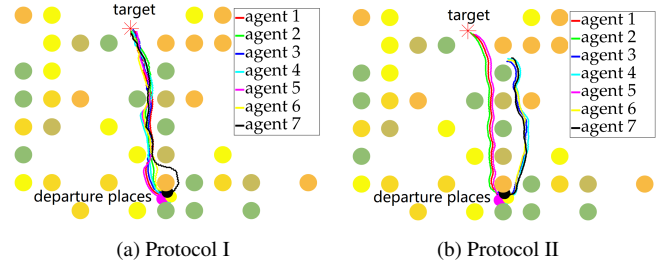 target
agent 1
agent 2
agent 3
agent 4
agent 5
agent 6
agent 7
departure places
(a) Protocol I
target
agent 1
agent 2
agent 3
agent 4
agent 5
agent 6
agent 7
departure places
(b) Protocol II